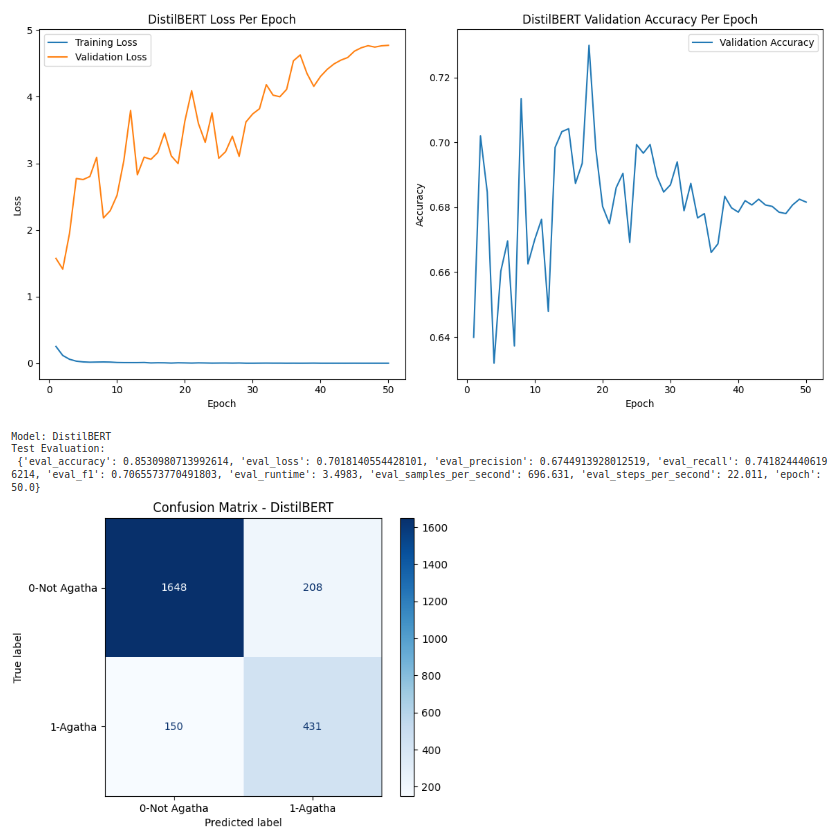 DistilBERT Loss Per Epoch
Training Loss
Validation Loss
5
4
3
2
1
0
Loss
0 10 20 30 40 50
Epoch
DistilBERT Validation Accuracy Per Epoch
Validation Accuracy
0.72
0.70
0.68
0.66
0.64
Accuracy
0 10 20 30 40 50
Epoch
Model: DistilBERT
Test Evaluation:
{'eval_accuracy': 0.8530980713992614, 'eval_loss': 0.7018140554428101, 'eval_precision': 0.6744913928012519, 'eval_recall': 0.741824440619
6214, 'eval_f1': 0.7065573770491803, 'eval_runtime': 3.4983, 'eval_samples_per_second': 696.631, 'eval_steps_per_second': 22.011, 'epoch':
50.0}
Confusion Matrix - DistilBERT
0-Not Agatha
1-Agatha
True label
1648 208
150 431
0-Not Agatha 1-Agatha
Predicted label
1600
1400
1200
1000
800
600
400
200